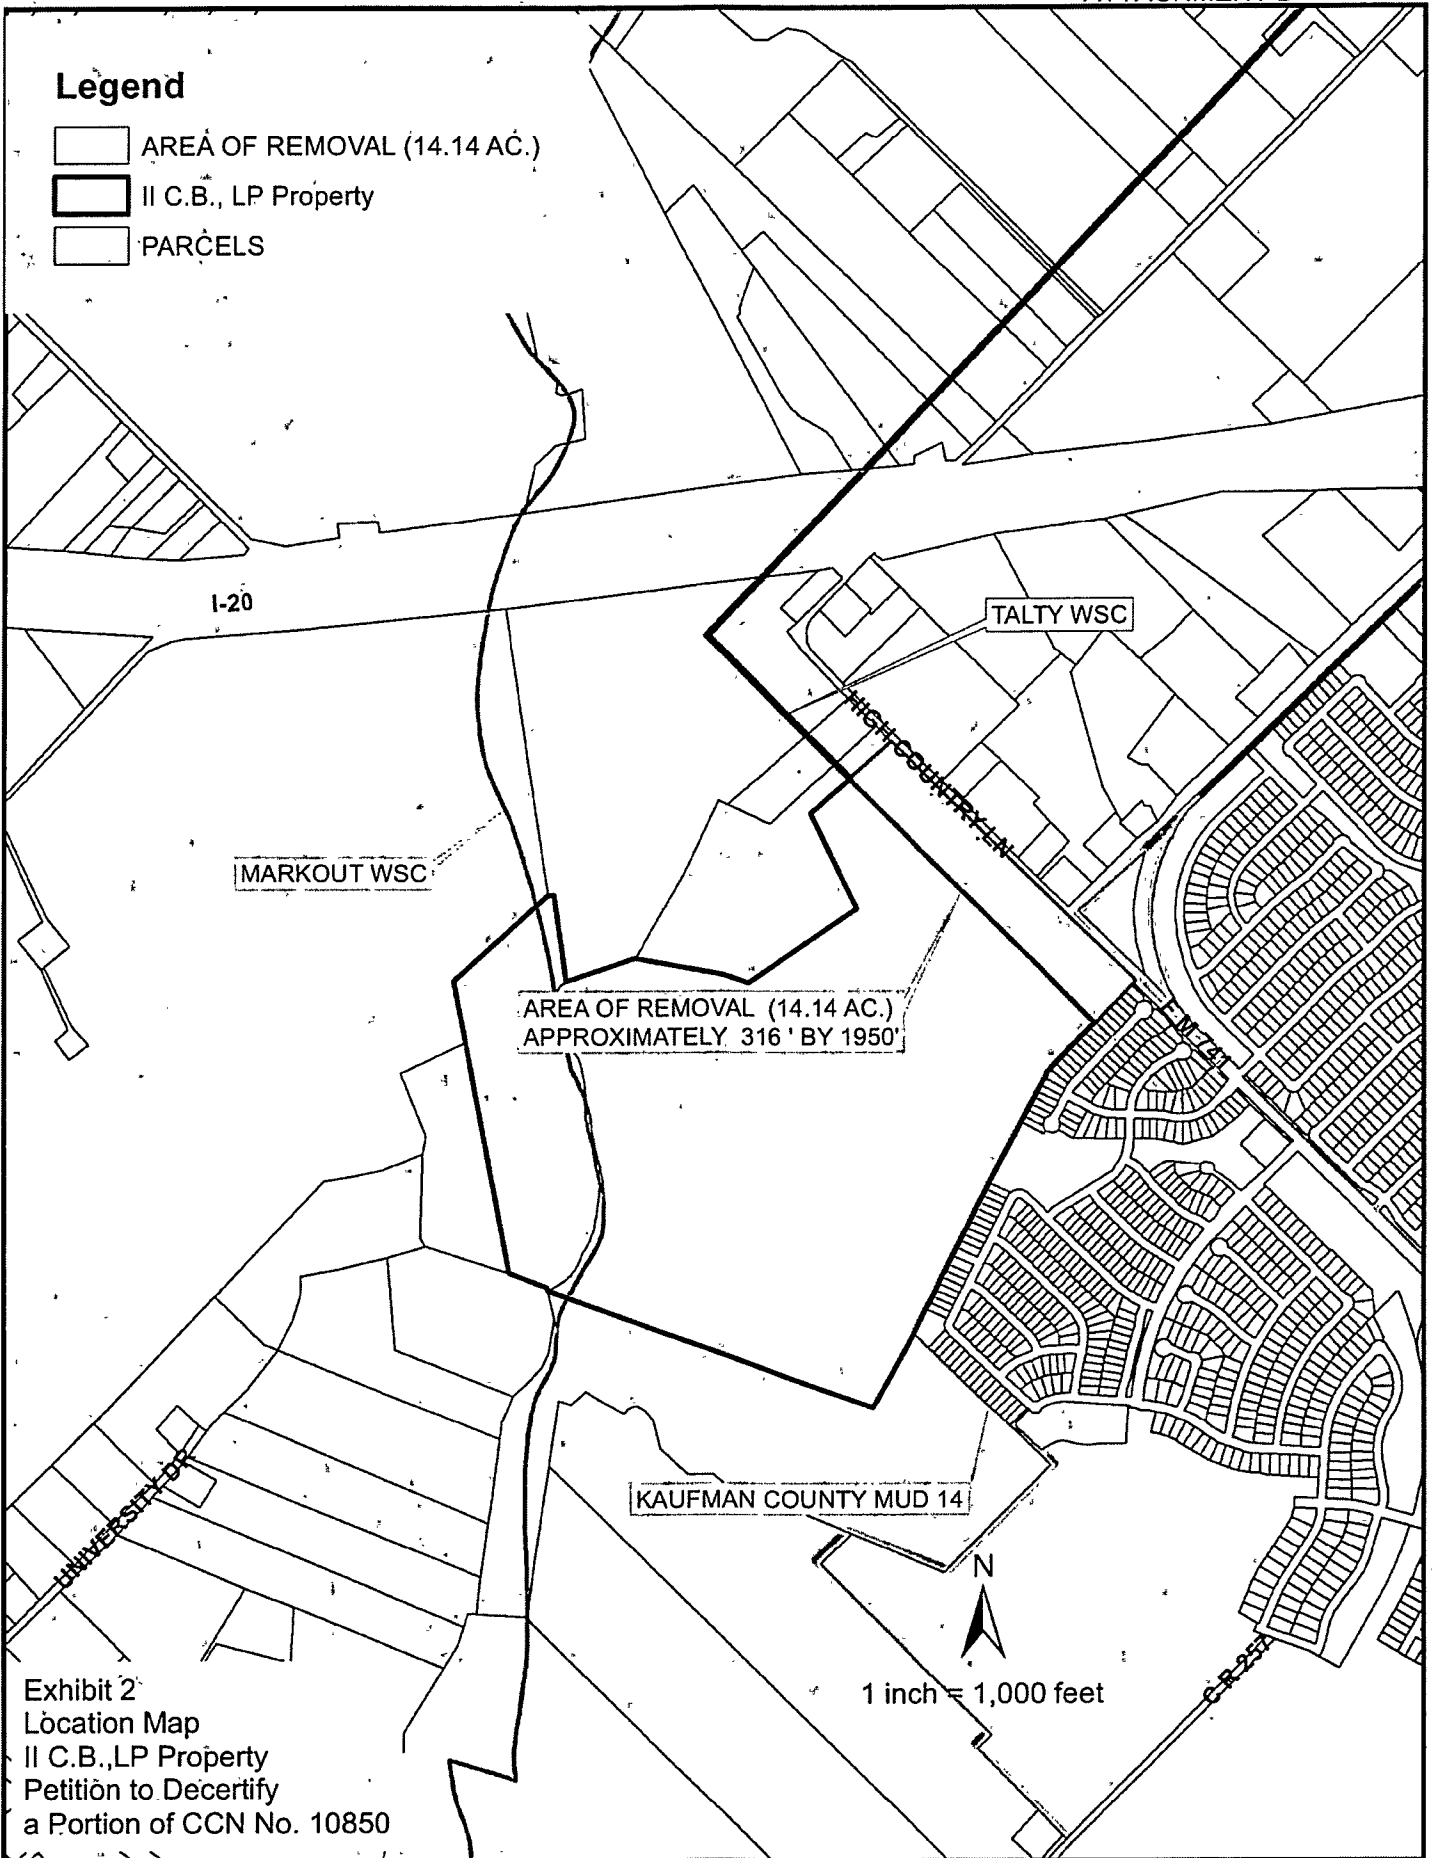 Legend
AREA OF REMOVAL (14.14 AC.)
II C.B., LP Property
PARCELS
I-20
TALTY WSC
HIGH COUNTRY LN
MARKOUT WSC
AREA OF REMOVAL (14.14 AC.)
APPROXIMATELY 316 ' BY 1950'
F M 741
KAUFMAN COUNTY MUD 14
UNIVERSITY DR
N
1 inch = 1,000 feet
C R 257
Exhibit 2
Location Map
II C.B.,LP Property
Petition to Decertify
a Portion of CCN No. 10850